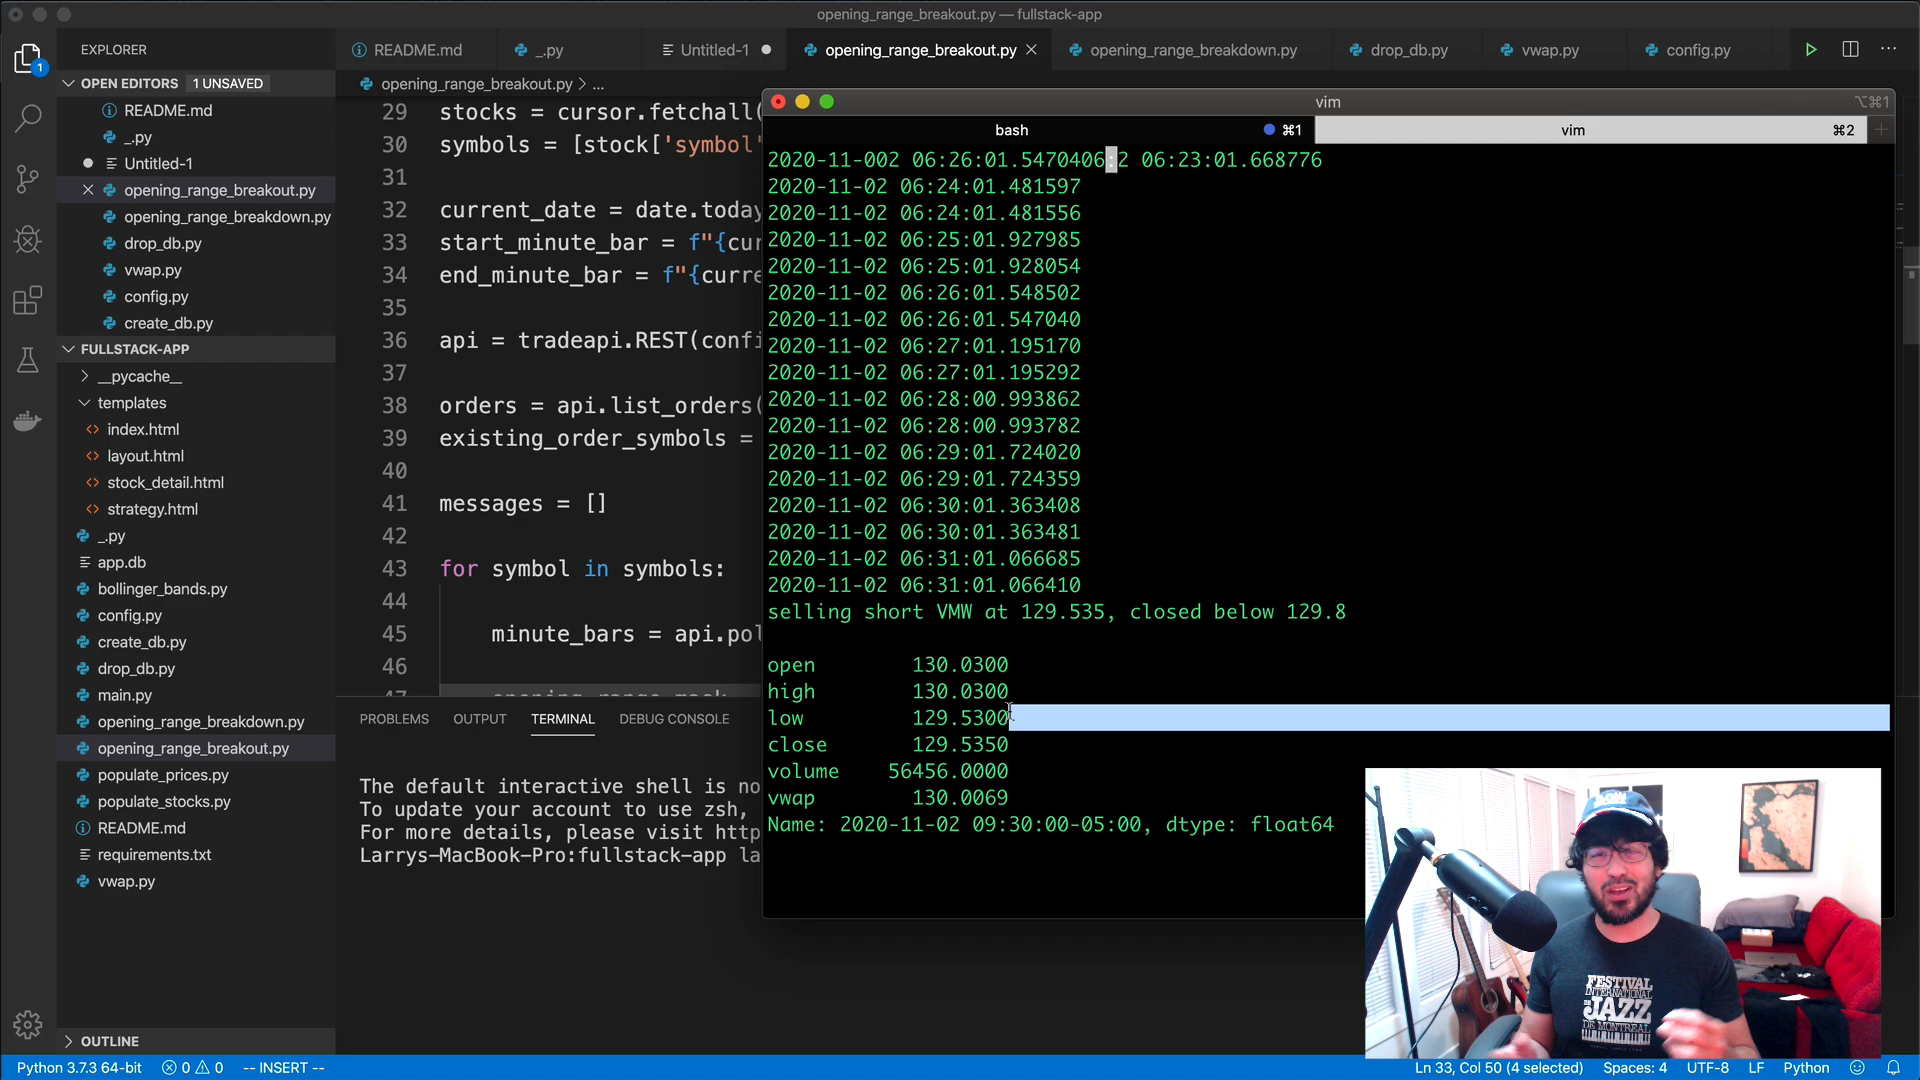 opening_range_breakout.py — fullstack-app
EXPLORER
README.md
_.py
Untitled-1
opening_range_breakout.py
opening_range_breakdown.py
drop_db.py
vwap.py
config.py
1
OPEN EDITORS 1 UNSAVED
README.md
_.py
Untitled-1
opening_range_breakout.py
opening_range_breakdown.py
drop_db.py
vwap.py
config.py
create_db.py
FULLSTACK-APP
__pycache__
templates
index.html
layout.html
stock_detail.html
strategy.html
_.py
app.db
bollinger_bands.py
config.py
create_db.py
drop_db.py
main.py
opening_range_breakdown.py
opening_range_breakout.py
populate_prices.py
populate_stocks.py
README.md
requirements.txt
vwap.py
OUTLINE
opening_range_breakout.py > ...
29 stocks = cursor.fetchall(
30 symbols = [stock['symbol'
31
32 current_date = date.today
33 start_minute_bar = f"{cur
34 end_minute_bar = f"{curre
35
36 api = tradeapi.REST(confi
37
38 orders = api.list_orders(
39 existing_order_symbols =
40
41 messages = []
42
43 for symbol in symbols:
44
45 minute_bars = api.pol
46
47 opening_range_mask
PROBLEMS OUTPUT TERMINAL DEBUG CONSOLE
The default interactive shell is no
To update your account to use zsh,
For more details, please visit http
Larrys-MacBook-Pro:fullstack-app la
vim
⌥⌘1
bash ⌘1
vim ⌘2
2020-11-002 06:26:01.5470406:2 06:23:01.668776
2020-11-02 06:24:01.481597
2020-11-02 06:24:01.481556
2020-11-02 06:25:01.927985
2020-11-02 06:25:01.928054
2020-11-02 06:26:01.548502
2020-11-02 06:26:01.547040
2020-11-02 06:27:01.195170
2020-11-02 06:27:01.195292
2020-11-02 06:28:00.993862
2020-11-02 06:28:00.993782
2020-11-02 06:29:01.724020
2020-11-02 06:29:01.724359
2020-11-02 06:30:01.363408
2020-11-02 06:30:01.363481
2020-11-02 06:31:01.066685
2020-11-02 06:31:01.066410
selling short VMW at 129.535, closed below 129.8
open 130.0300
high 130.0300
low 129.5300
close 129.5350
volume 56456.0000
vwap 130.0069
Name: 2020-11-02 09:30:00-05:00, dtype: float64
FESTIVAL
INTERNATIONAL
DE JAZZ
DE MONTREAL
Python 3.7.3 64-bit 0 0 -- INSERT --
Ln 33, Col 50 (4 selected) Spaces: 4 UTF-8 LF Python